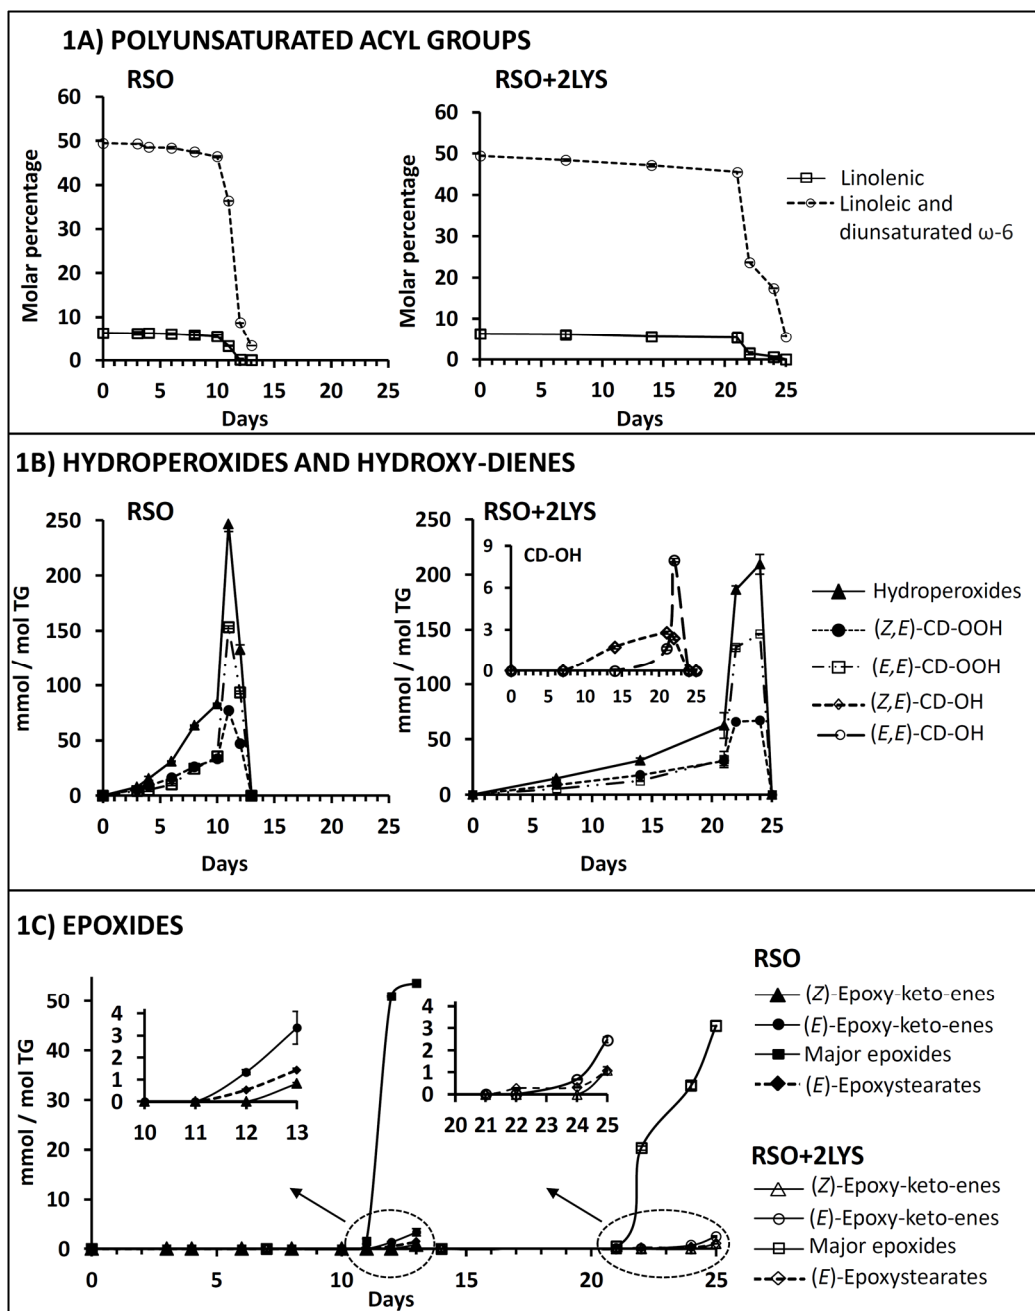 1A) POLYUNSATURATED ACYL GROUPS
RSO
RSO+2LYS
Molar percentage
60
50
40
30
20
10
0
0 5 10 15 20 25
Days
Molar percentage
60
50
40
30
20
10
0
0 5 10 15 20 25
Days
Linolenic
Linoleic and
diunsaturated ω-6
1B) HYDROPEROXIDES AND HYDROXY-DIENES
RSO
RSO+2LYS
mmol / mol TG
250
200
150
100
50
0
0 5 10 15 20 25
Days
mmol / mol TG
250
200
150
100
50
0
0 5 10 15 20 25
Days
CD-OH
9
6
3
0
0 5 10 15 20 25
Hydroperoxides
(Z,E)-CD-OOH
(E,E)-CD-OOH
(Z,E)-CD-OH
(E,E)-CD-OH
1C) EPOXIDES
mmol / mol TG
50
40
30
20
10
0
0 5 10 15 20 25
Days
4
3
2
1
0
10 11 12 13
4
3
2
1
0
20 21 22 23 24 25
RSO
(Z)-Epoxy-keto-enes
(E)-Epoxy-keto-enes
Major epoxides
(E)-Epoxystearates
RSO+2LYS
(Z)-Epoxy-keto-enes
(E)-Epoxy-keto-enes
Major epoxides
(E)-Epoxystearates